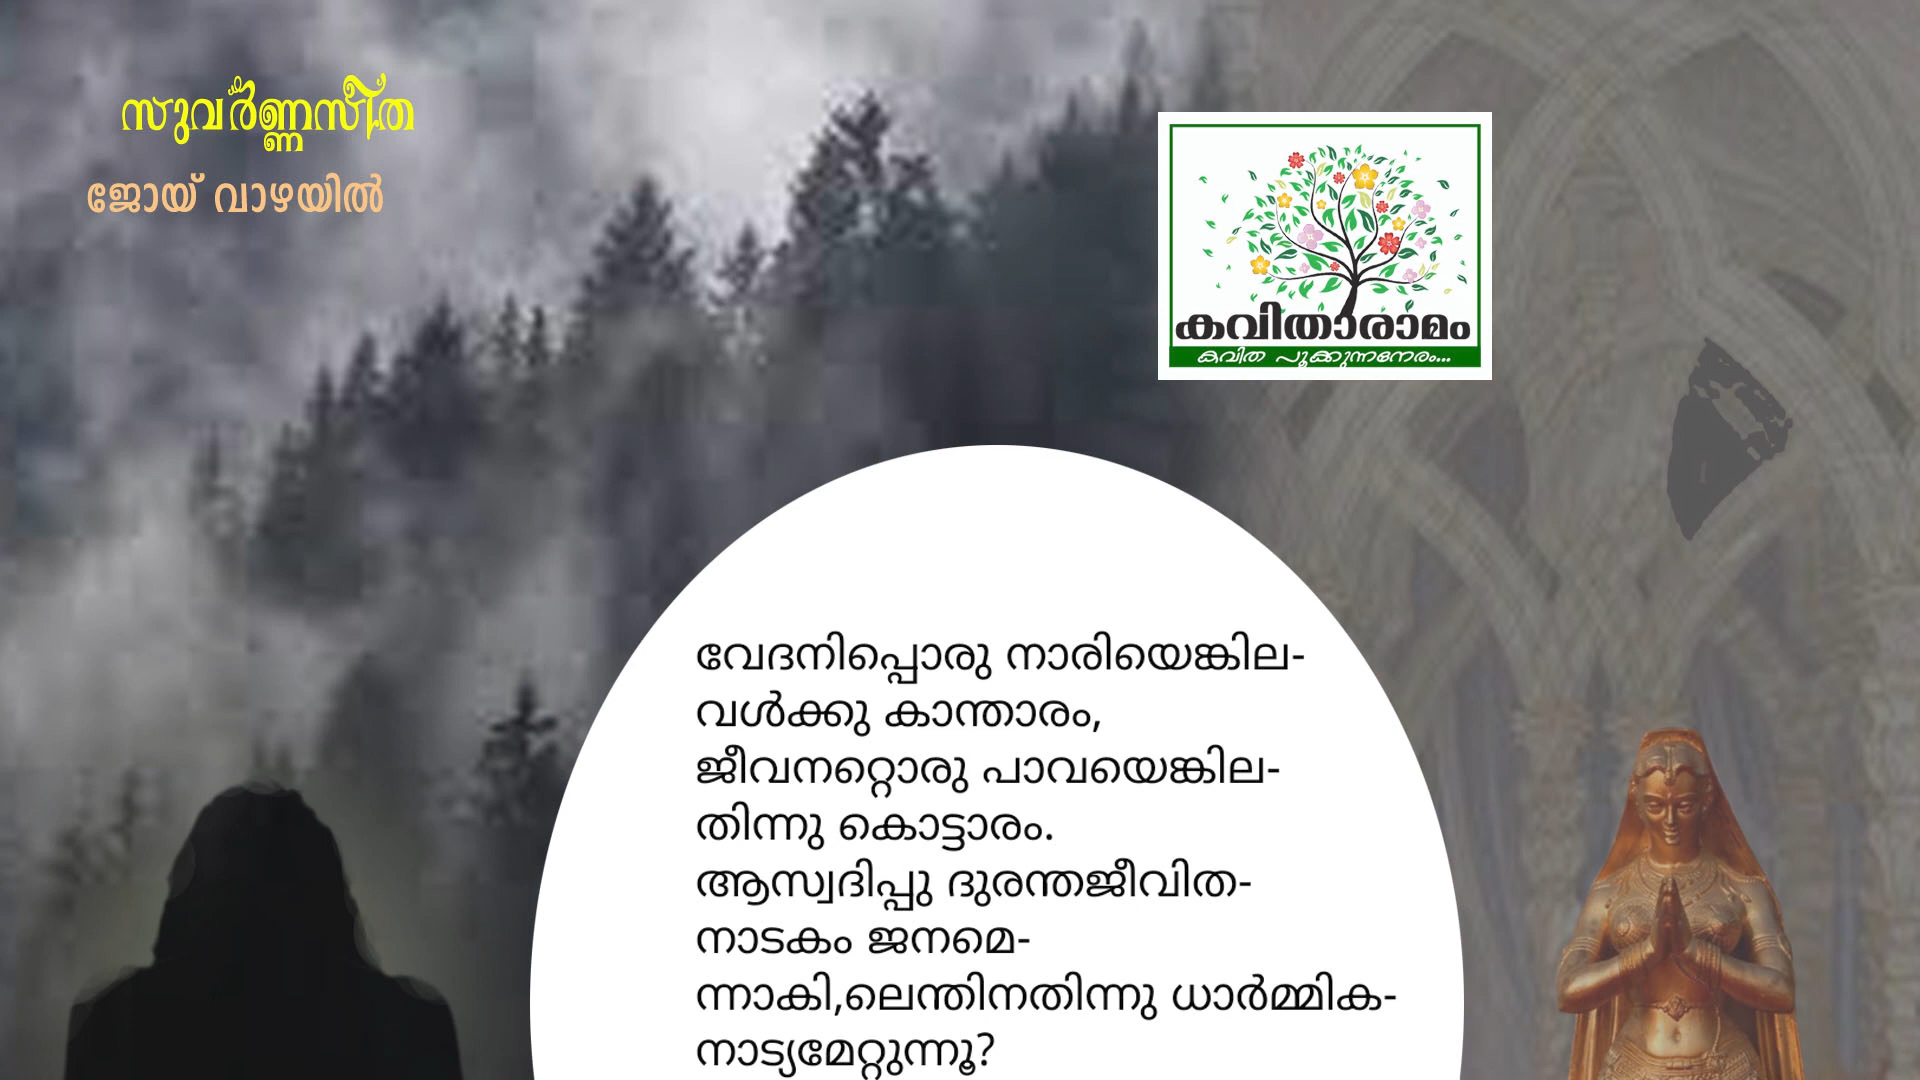 സുവർണ്ണസീത
ജോയ് വാഴയിൽ
കവിതാരാമം
കവിത പൂക്കുന്നനേരം...
വേദനിപ്പൊരു നാരിയെങ്കില-
വൾക്കു കാന്താരം,
ജീവനറ്റൊരു പാവയെങ്കില-
തിന്നു കൊട്ടാരം.
ആസ്വദിപ്പു ദുരന്തജീവിത-
നാടകം ജനമെ-
ന്നാകി,ലെന്തിനതിന്നു ധാർമ്മിക-
നാട്യമേറ്റുന്നൂ?